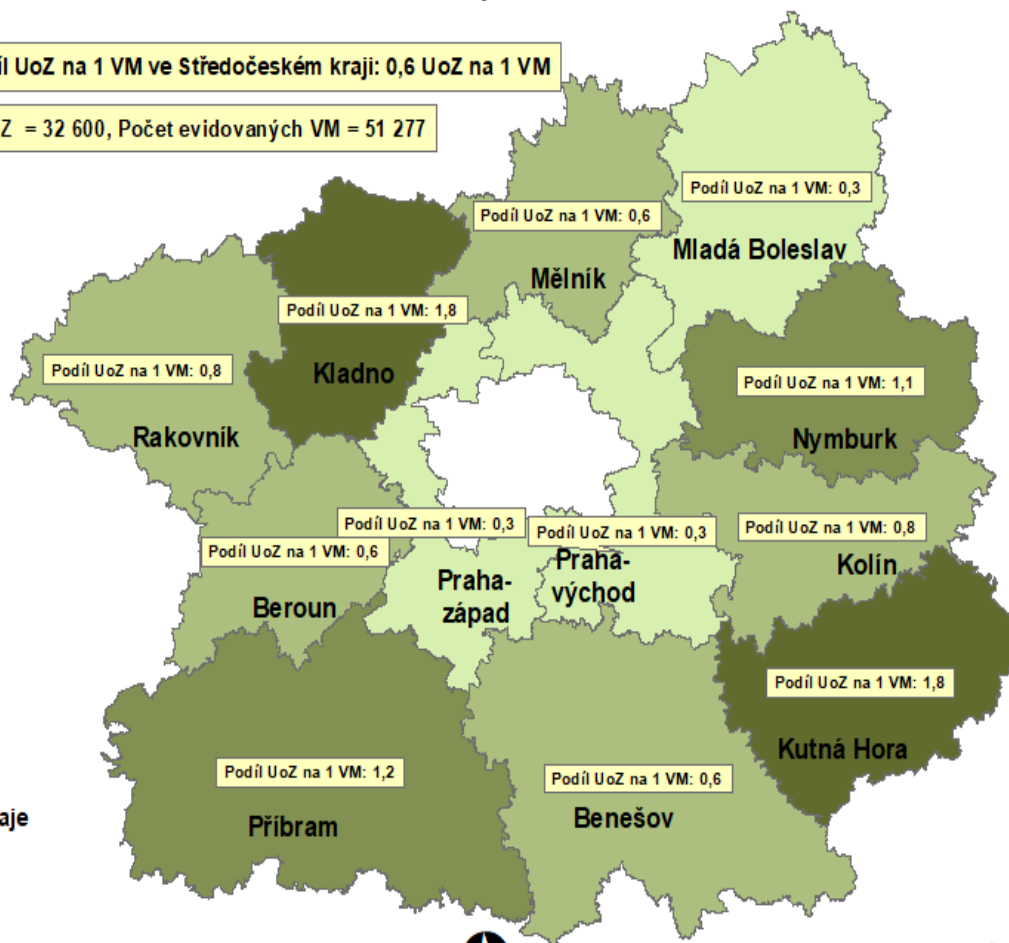 íl UoZ na 1 VM ve Středočeském kraji: 0,6 UoZ na 1 VM
Z = 32 600, Počet evidovaných VM = 51 277
Podíl UoZ na 1 VM: 0,3
Mladá Boleslav
Podíl UoZ na 1 VM: 0,6
Mělník
Podíl UoZ na 1 VM: 1,8
Kladno
Podíl UoZ na 1 VM: 0,8
Rakovník
Podíl UoZ na 1 VM: 1,1
Nymburk
Podíl UoZ na 1 VM: 0,3
Praha-
západ
Podíl UoZ na 1 VM: 0,3
Praha-
východ
Podíl UoZ na 1 VM: 0,8
Kolín
Podíl UoZ na 1 VM: 0,6
Beroun
Podíl UoZ na 1 VM: 1,8
Kutná Hora
Podíl UoZ na 1 VM: 1,2
Příbram
Podíl UoZ na 1 VM: 0,6
Benešov
aje